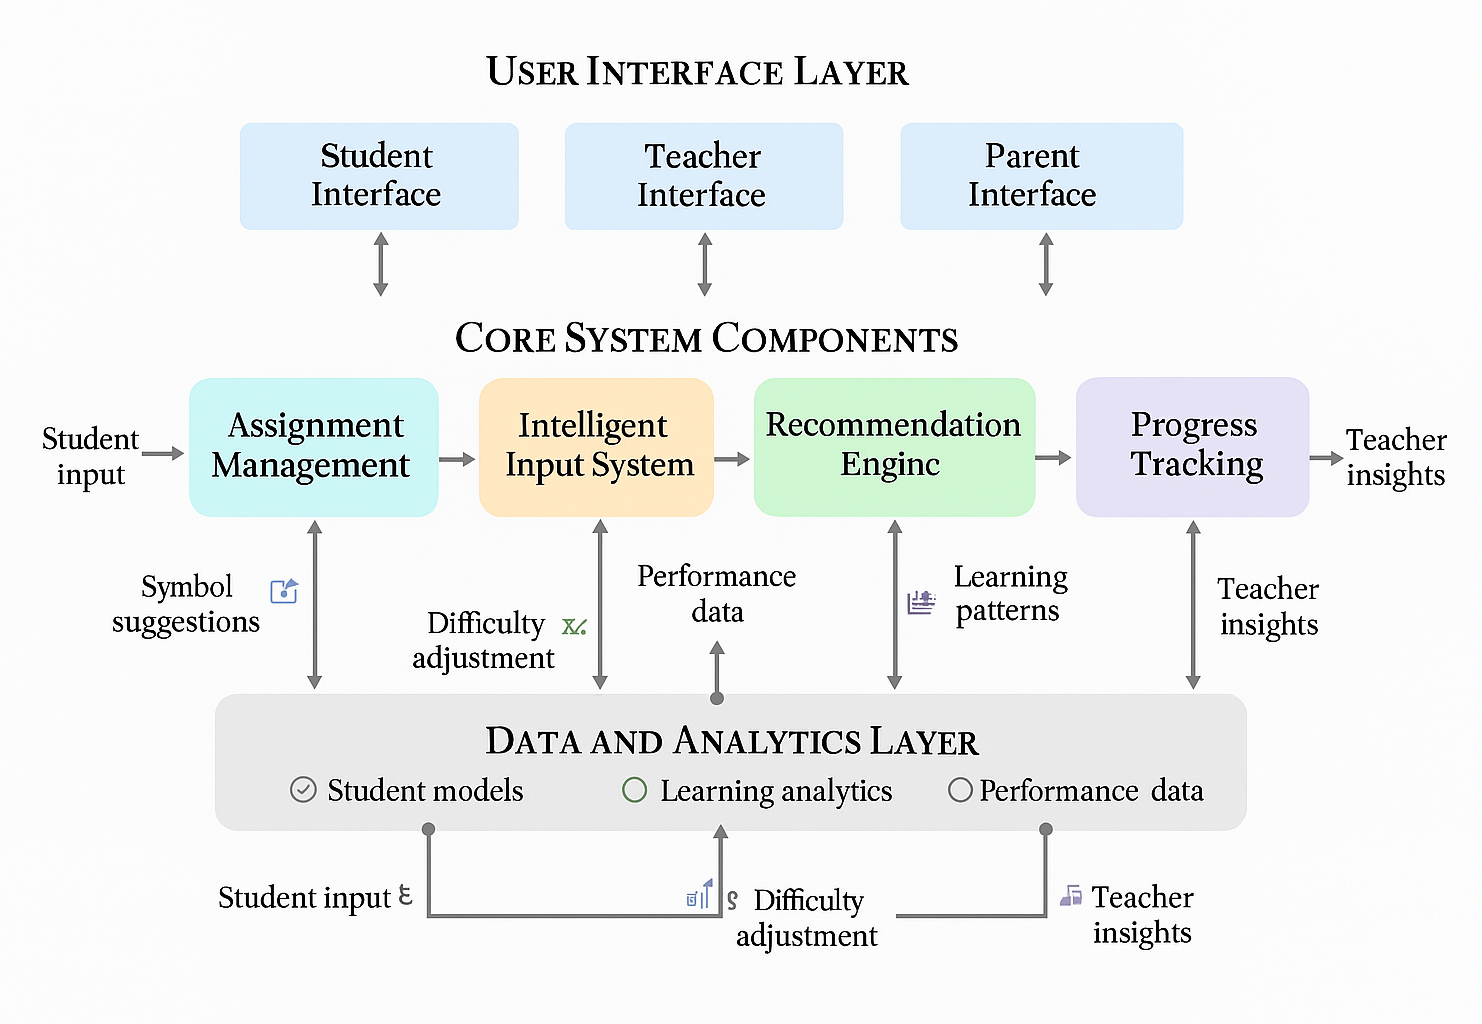 USER INTERFACE LAYER
Student
Interface
Teacher
Interface
Parent
Interface
CORE SYSTEM COMPONENTS
Student
input
Assignment
Management
Intelligent
Input System
Recommendation
Enginc
Progress
Tracking
Teacher
insights
Symbol
suggestions
Difficulty
adjustment
Performance
data
Learning
patterns
Teacher
insights
DATA AND ANALYTICS LAYER
Student models
Learning analytics
Performance data
Student input
Difficulty
adjustment
Teacher
insights